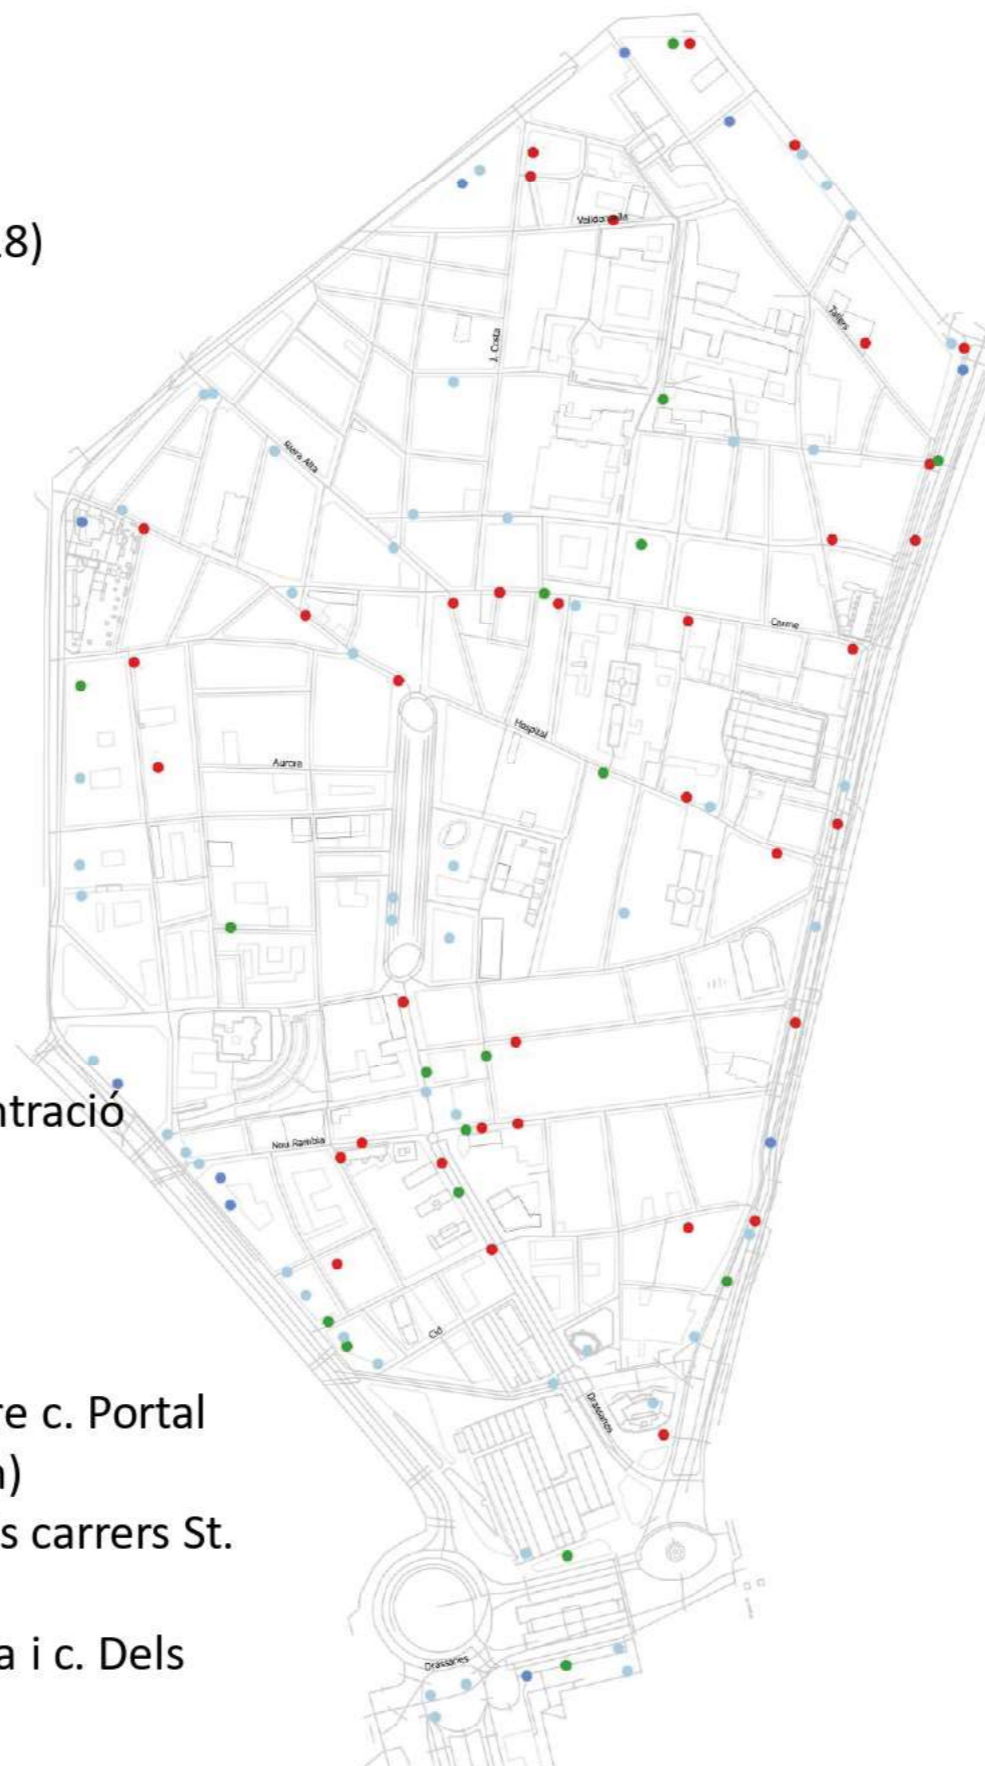 18)
Valldonzella
Tallers
J. Costa
Riera Alta
Carme
Hospital
Aurora
ntració
Nou Rambla
Cid
re c. Portal
Drassanes
n)
s carrers St.
a i c. Dels
Drassanes